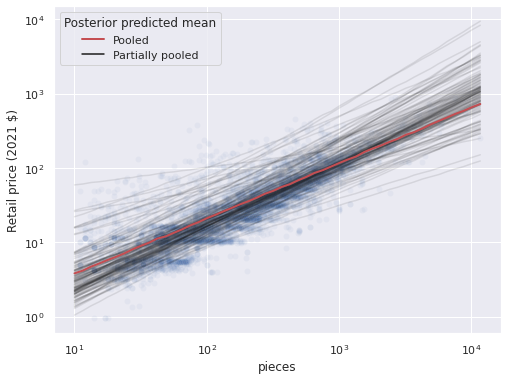 Posterior predicted mean
Pooled
Partially pooled
10⁴
10³
10²
10¹
10⁰
Retail price (2021 $)
10¹ 10² 10³ 10⁴
pieces